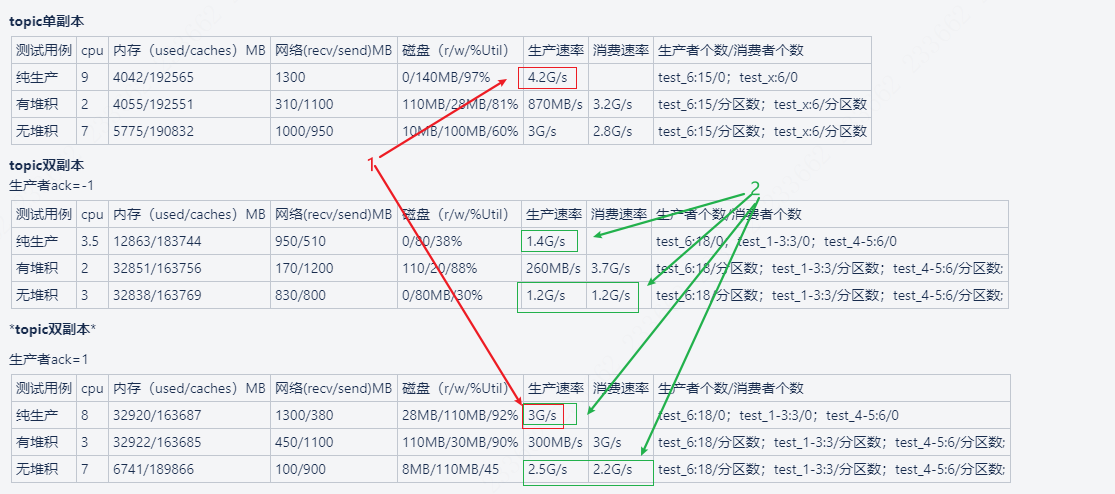 topic单副本
测试用例 cpu 内存（used/caches）MB 网络(recv/send)MB 磁盘（r/w/%Util） 生产速率 消费速率 生产者个数/消费者个数
纯生产 9 4042/192565 1300 0/140MB/97% 4.2G/s test_6:15/0；test_x:6/0
有堆积 2 4055/192551 310/1100 110MB/28MB/81% 870MB/s 3.2G/s test_6:15/分区数；test_x:6/分区数
无堆积 7 5775/190832 1000/950 10MB/100MB/60% 3G/s 2.8G/s test_6:15/分区数；test_x:6/分区数
1
topic双副本
2
生产者ack=-1
测试用例 cpu 内存（used/caches）MB 网络(recv/send)MB 磁盘（r/w/%Util） 生产速率 消费速率 生产者个数/消费者个数
纯生产 3.5 12863/183744 950/510 0/80/38% 1.4G/s test_6:18/0；test_1-3:3/0；test_4-5:6/0
有堆积 2 32851/163756 170/1200 110/20/88% 260MB/s 3.7G/s test_6:18/分区数；test_1-3:3/分区数；test_4-5:6/分区数;
无堆积 3 32838/163769 830/800 0/80MB/30% 1.2G/s 1.2G/s test_6:18/分区数；test_1-3:3/分区数；test_4-5:6/分区数;
*topic双副本*
生产者ack=1
测试用例 cpu 内存（used/caches）MB 网络(recv/send)MB 磁盘（r/w/%Util） 生产速率 消费速率 生产者个数/消费者个数
纯生产 8 32920/163687 1300/380 28MB/110MB/92% 3G/s test_6:18/0；test_1-3:3/0；test_4-5:6/0
有堆积 3 32922/163685 450/1100 110MB/30MB/90% 300MB/s 3G/s test_6:18/分区数；test_1-3:3/分区数；test_4-5:6/分区数;
无堆积 7 6741/189866 100/900 8MB/110MB/45 2.5G/s 2.2G/s test_6:18/分区数；test_1-3:3/分区数；test_4-5:6/分区数;